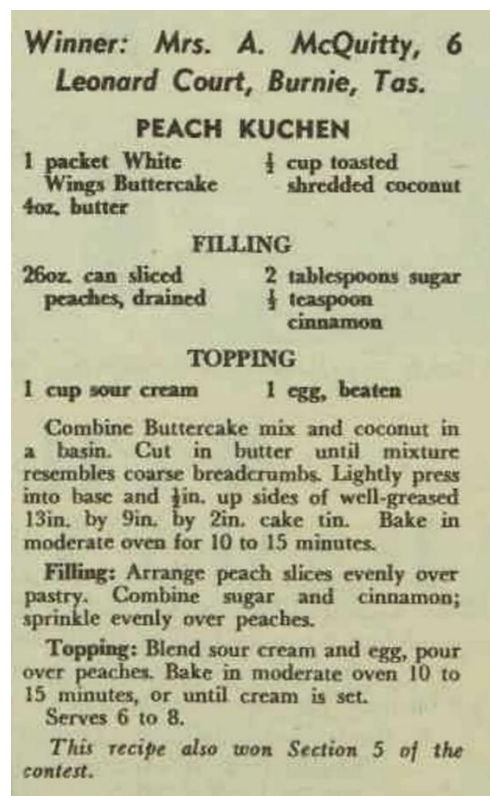 Winner: Mrs. A. McQuitty, 6
Leonard Court, Burnie, Tas.
PEACH KUCHEN
1 packet White
Wings Buttercake
4oz. butter
½ cup toasted
shredded coconut
FILLING
26oz. can sliced
peaches, drained
2 tablespoons sugar
½ teaspoon
cinnamon
TOPPING
1 cup sour cream
1 egg, beaten
Combine Buttercake mix and coconut in
a basin. Cut in butter until mixture
resembles coarse breadcrumbs. Lightly press
into base and ½in. up sides of well-greased
13in. by 9in. by 2in. cake tin. Bake in
moderate oven for 10 to 15 minutes.
Filling: Arrange peach slices evenly over
pastry. Combine sugar and cinnamon;
sprinkle evenly over peaches.
Topping: Blend sour cream and egg, pour
over peaches. Bake in moderate oven 10 to
15 minutes, or until cream is set.
Serves 6 to 8.
This recipe also won Section 5 of the
contest.